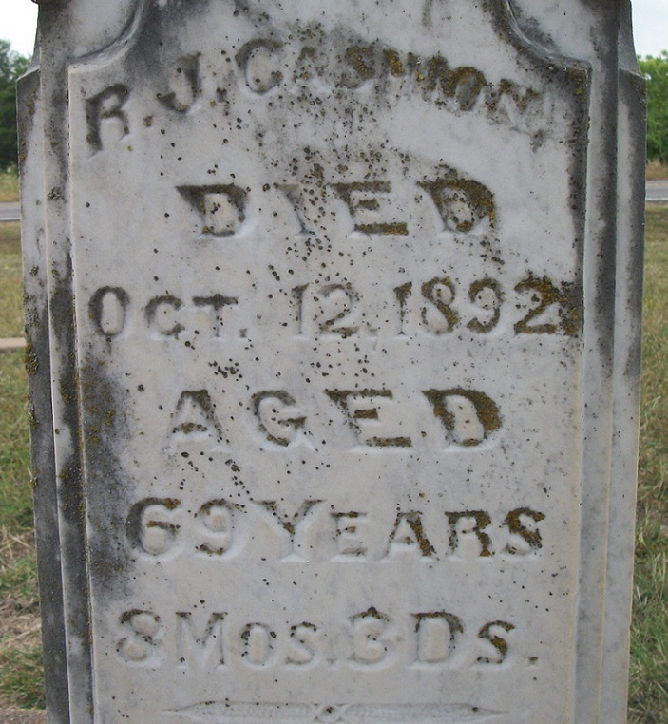 R. J. CASHION,
DIED
OCT. 12, 1892
AGED
69 YEARS
8 MOS. 3 DS.